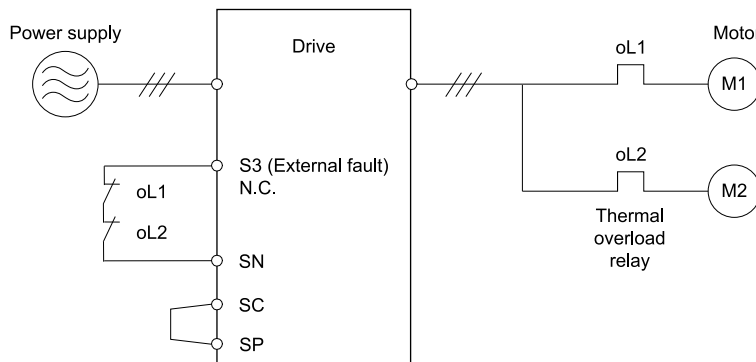 Power supply
Drive
oL1
Moto
M1
S3 (External fault)
N.C.
oL1
oL2
oL2
M2
Thermal
overload
relay
SN
SC
SP